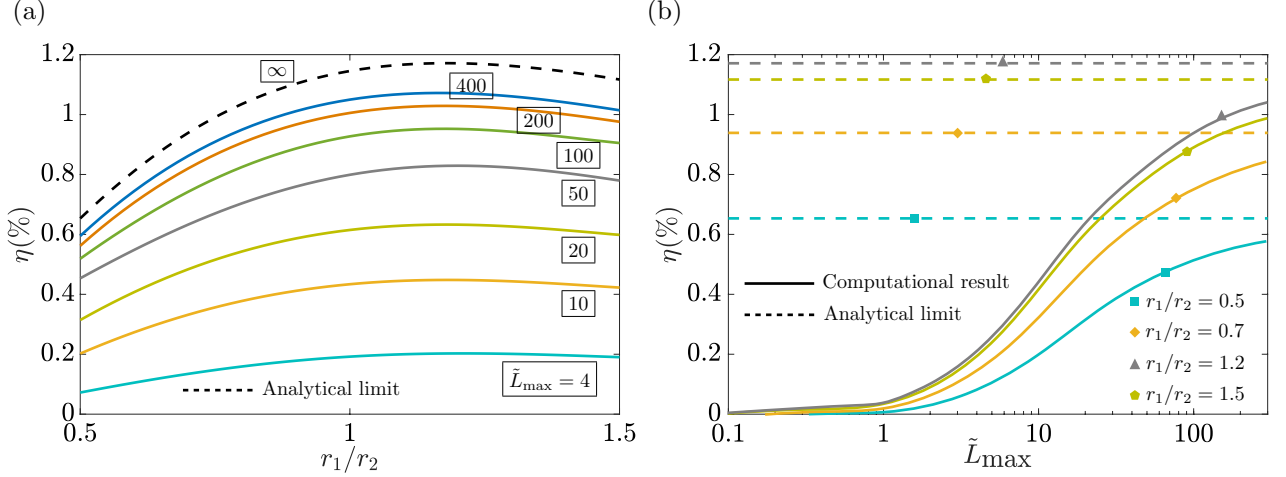 (a)
1.2
1
0.8
0.6
0.4
0.2
0
η(%)
∞
400
200
100
50
20
10
L̃max = 4
Analytical limit
0.5
1
1.5
r1/r2
(b)
1.2
1
0.8
0.6
0.4
0.2
0
η(%)
Computational result
Analytical limit
r1/r2 = 0.5
r1/r2 = 0.7
r1/r2 = 1.2
r1/r2 = 1.5
0.1
1
10
100
L̃max